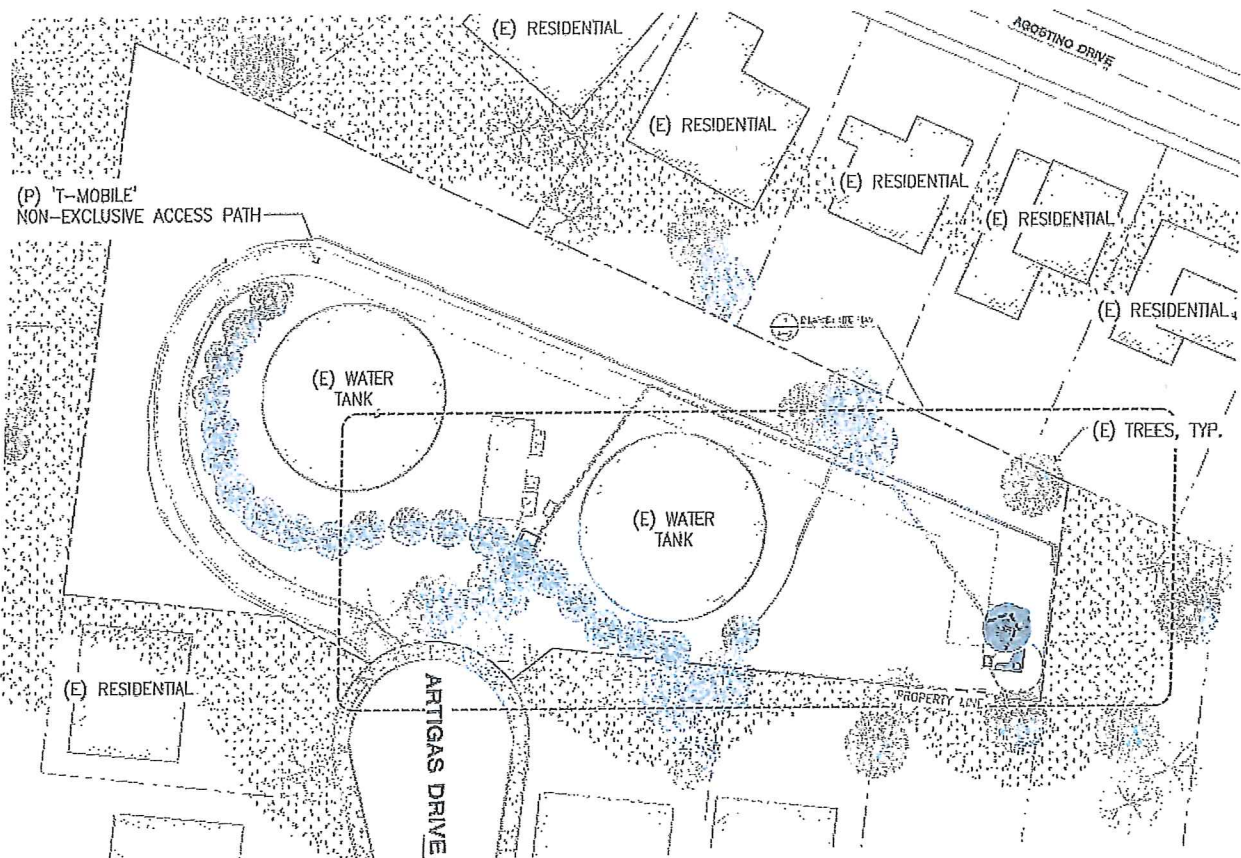 (E) RESIDENTIAL
AGOSTINO DRIVE
(E) RESIDENTIAL
(E) RESIDENTIAL
(P) 'T-MOBILE'
NON-EXCLUSIVE ACCESS PATH
(E) RESIDENTIAL
(E) RESIDENTIAL
(E) WATER
TANK
(E) TREES, TYP.
(E) WATER
TANK
(E) RESIDENTIAL
PROPERTY LINE
ARTIGAS DRIVE